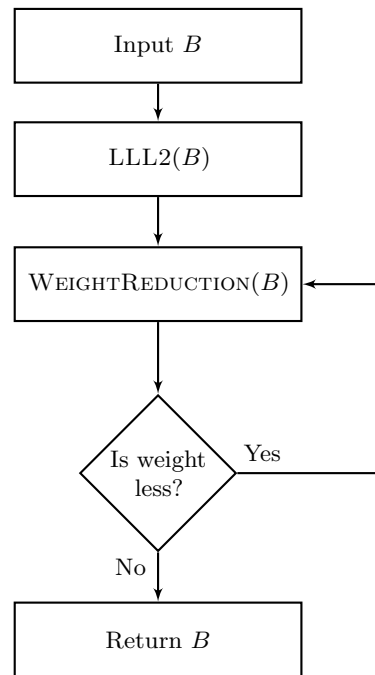 Input B
LLL2(B)
WEIGHTREDUCTION(B)
Is weight
less?
Yes
No
Return B